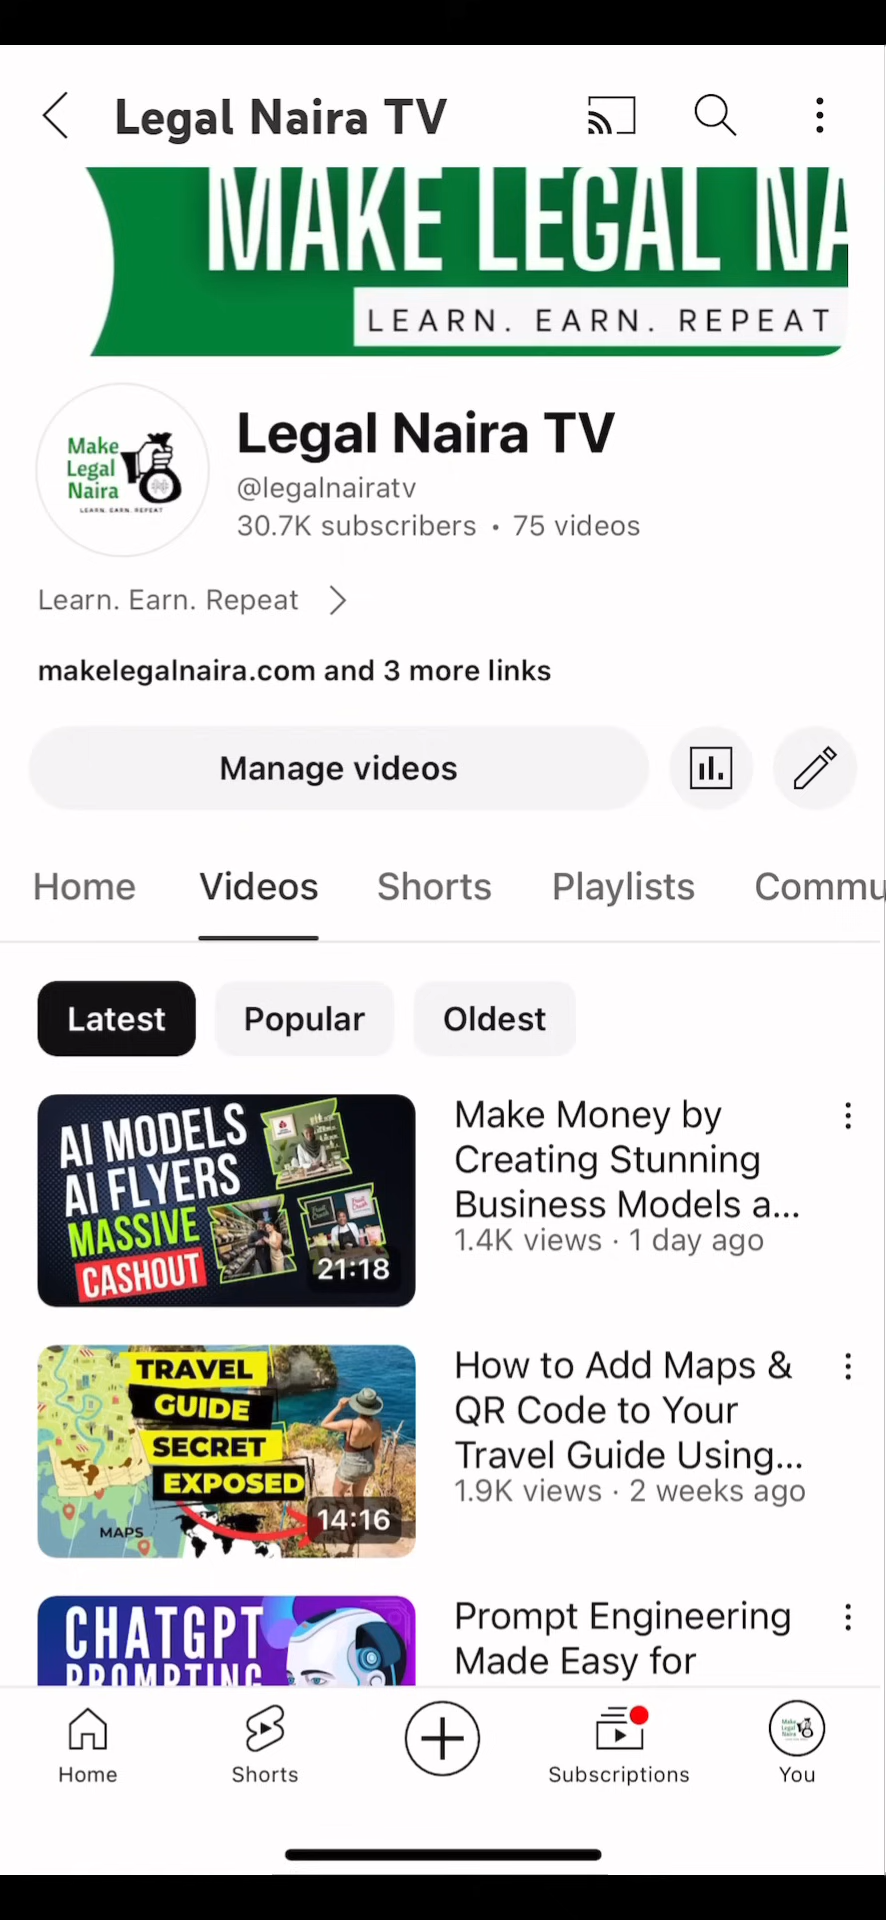 Legal Naira TV
MAKE LEGAL NA
LEARN. EARN. REPEAT
Make
Legal
Naira
LEARN. EARN. REPEAT
Legal Naira TV
@legalnairatv
30.7K subscribers • 75 videos
Learn. Earn. Repeat
makelegalnaira.com and 3 more links
Manage videos
Home Videos Shorts Playlists Commu
Latest Popular Oldest
AI MODELS
AI FLYERS
MASSIVE
CASHOUT
21:18
Make Money by
Creating Stunning
Business Models a...
1.4K views · 1 day ago
TRAVEL
GUIDE
SECRET
EXPOSED
MAPS
14:16
How to Add Maps &
QR Code to Your
Travel Guide Using...
1.9K views · 2 weeks ago
CHATGPT
PROMPTING
Prompt Engineering
Made Easy for
Home Shorts Subscriptions You